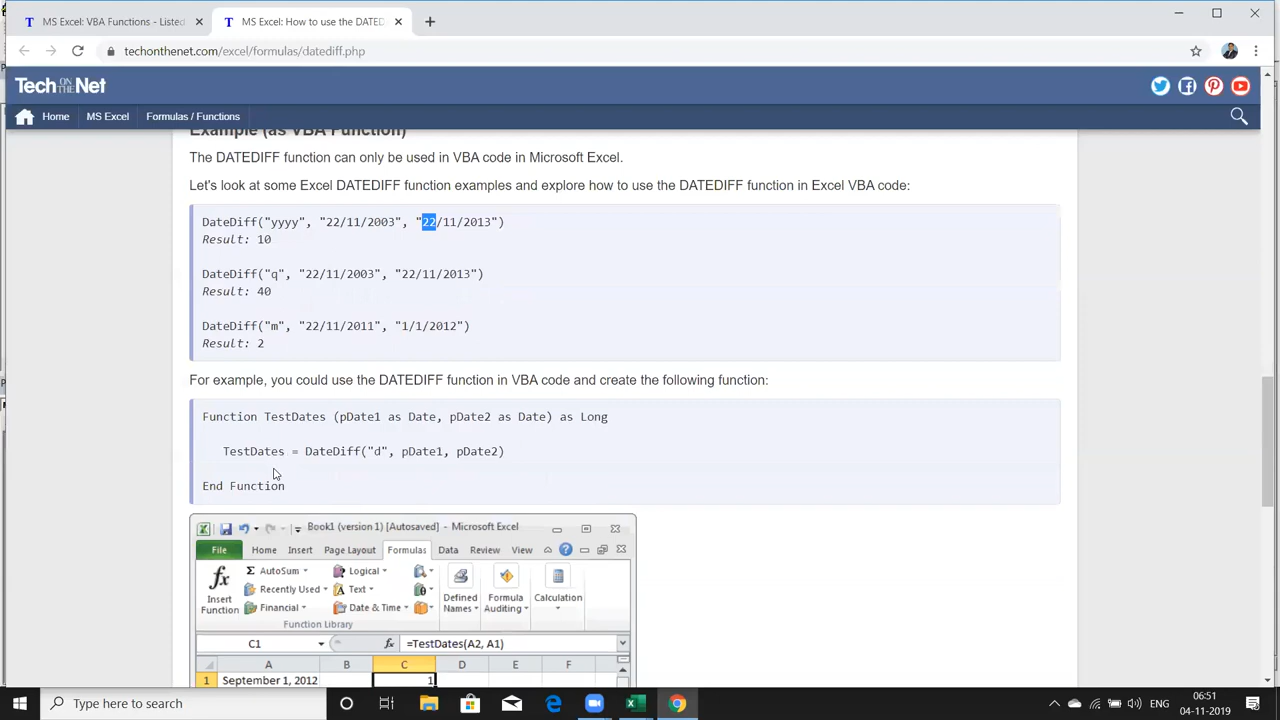 MS Excel: VBA Functions - Listed
MS Excel: How to use the DATED
techonthenet.com/excel/formulas/datediff.php
Tech ON THE Net
Home MS Excel Formulas / Functions
Example (as VBA Function)
The DATEDIFF function can only be used in VBA code in Microsoft Excel.
Let's look at some Excel DATEDIFF function examples and explore how to use the DATEDIFF function in Excel VBA code:
DateDiff("yyyy", "22/11/2003", "22/11/2013")
Result: 10
DateDiff("q", "22/11/2003", "22/11/2013")
Result: 40
DateDiff("m", "22/11/2011", "1/1/2012")
Result: 2
For example, you could use the DATEDIFF function in VBA code and create the following function:
Function TestDates (pDate1 as Date, pDate2 as Date) as Long
TestDates = DateDiff("d", pDate1, pDate2)
End Function
Book1 (version 1) [Autosaved] - Microsoft Excel
File Home Insert Page Layout Formulas Data Review View
fx Insert Function
Σ AutoSum
Recently Used
Financial
Logical
Text
Date & Time
Defined Names
Formula Auditing
Calculation
Function Library
C1 fx =TestDates(A2, A1)
A B C D E F
1 September 1, 2012 1
Type here to search
ENG
06:51
04-11-2019